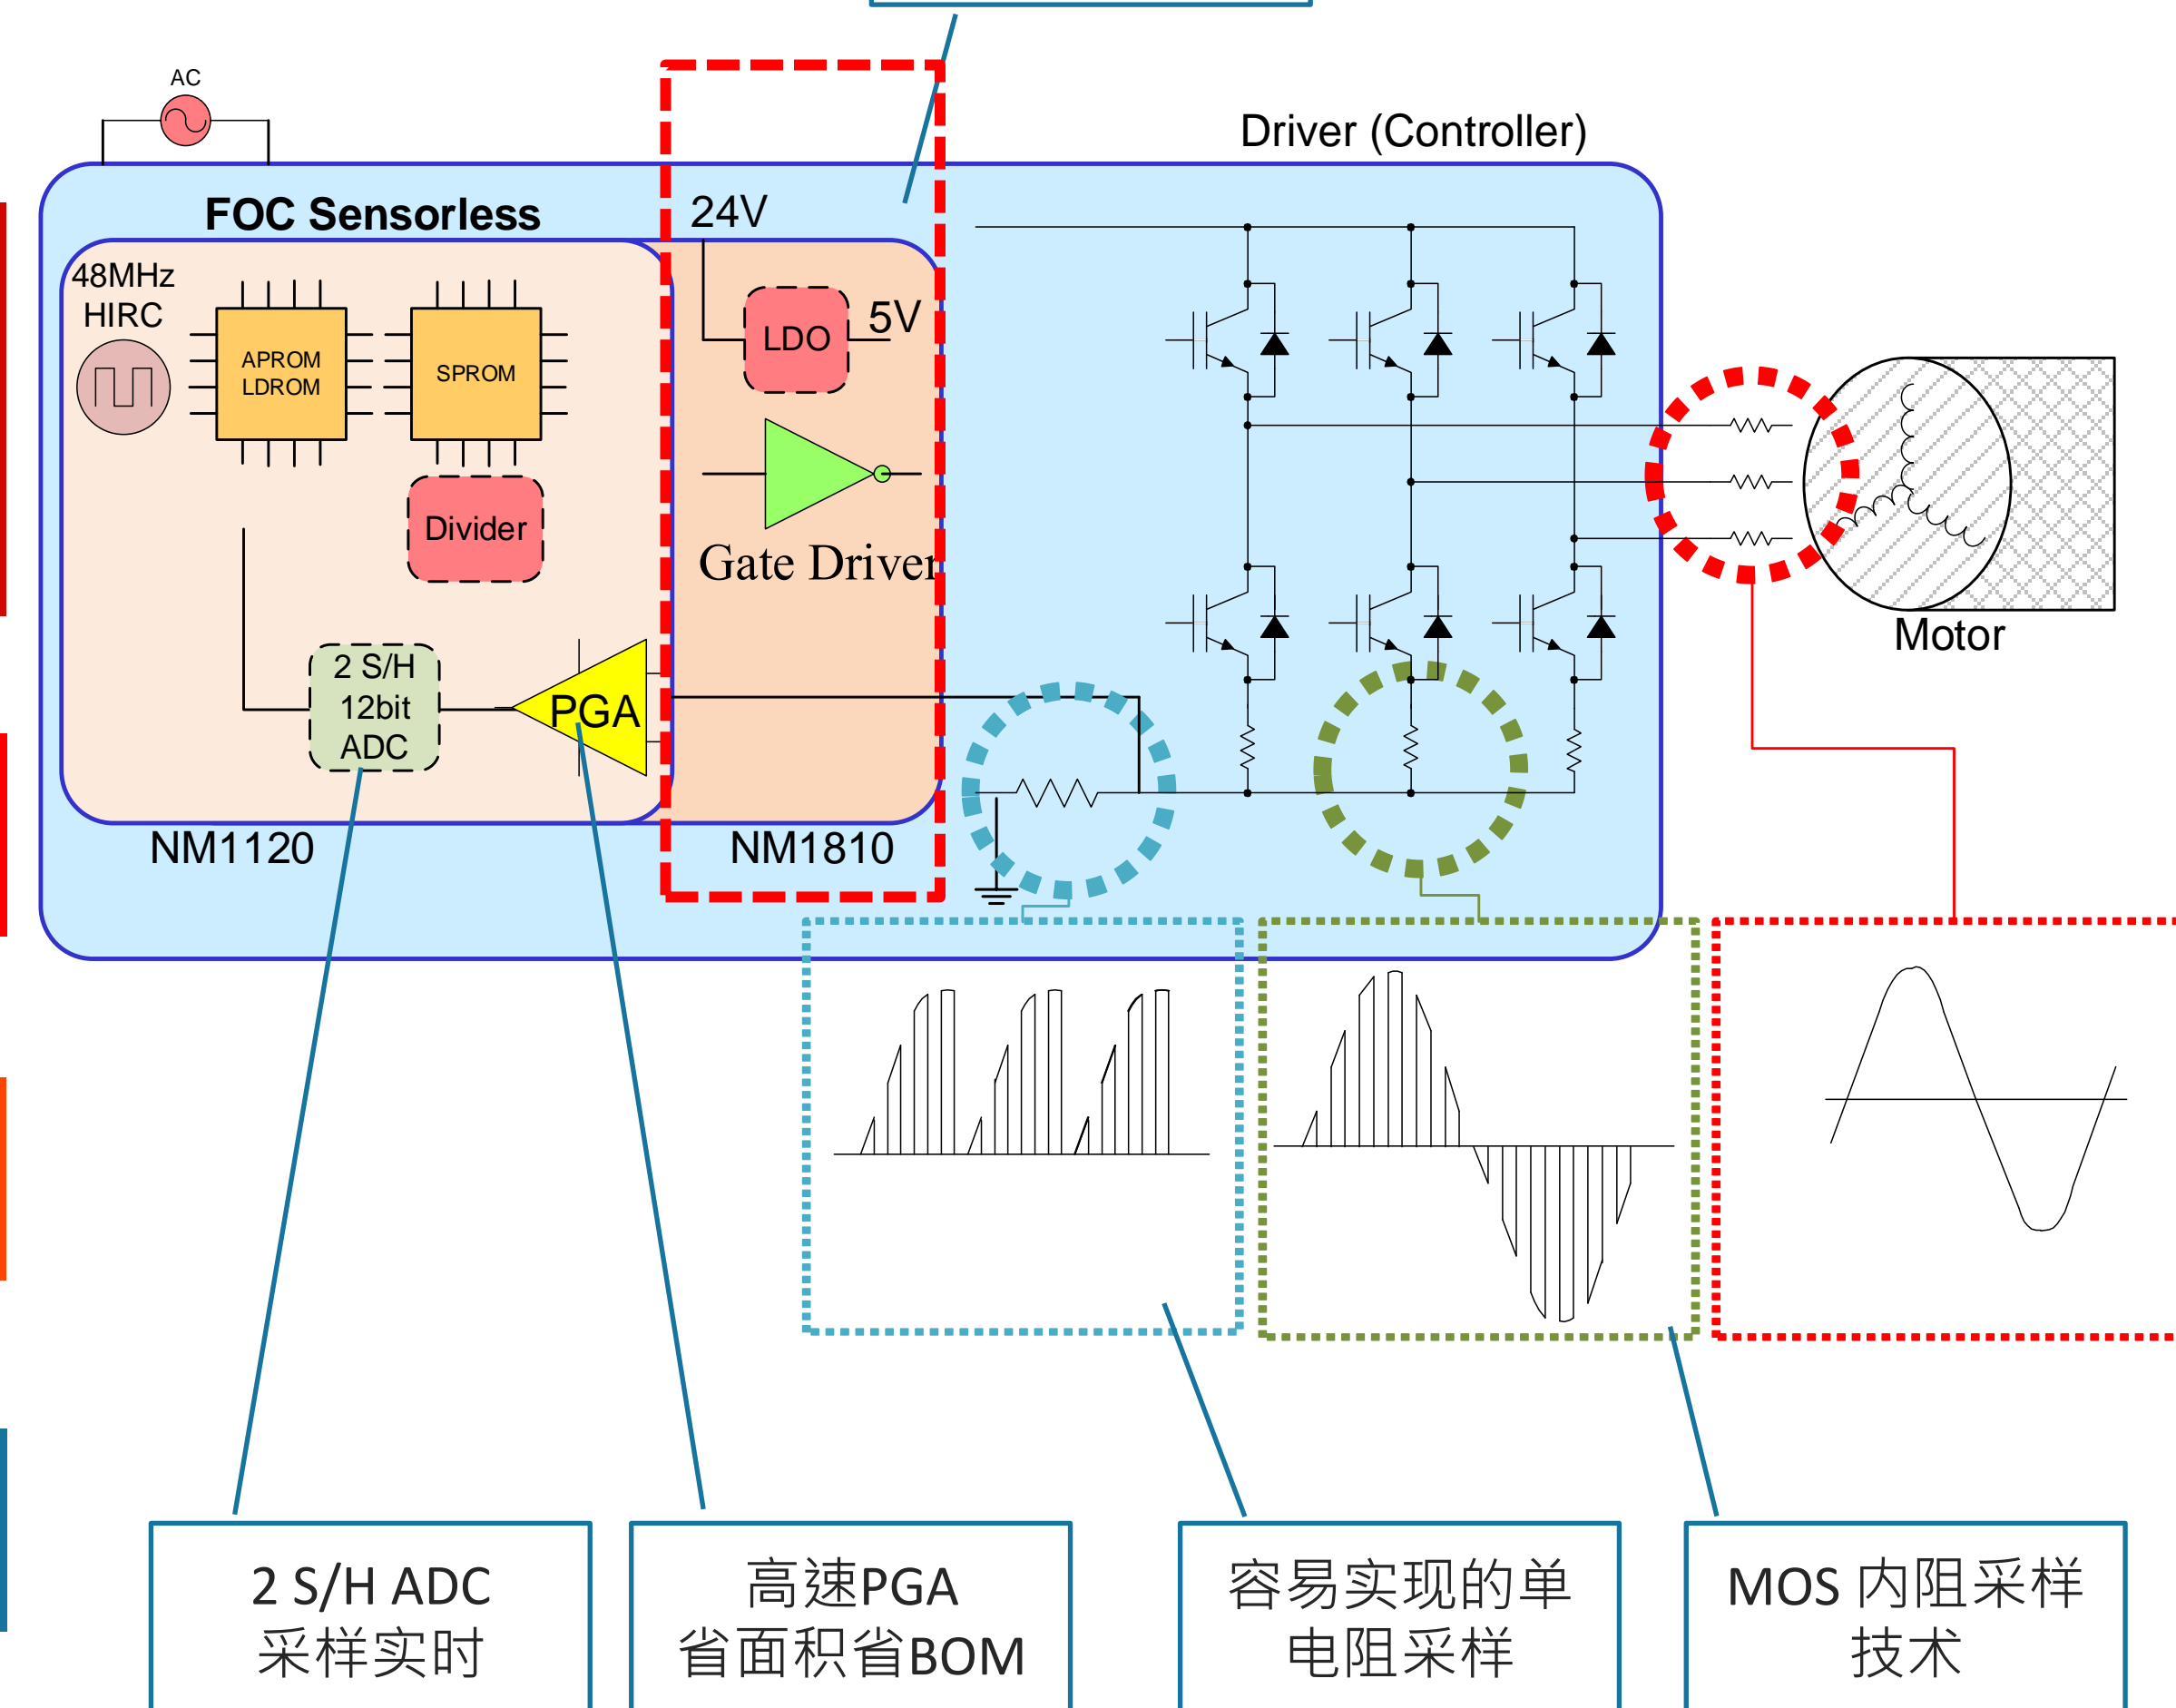 AC
Driver (Controller)
FOC Sensorless
24V
48MHz
HIRC
APROM
LDROM
SPROM
LDO
5V
Divider
Gate Driver
Motor
2 S/H
12bit
ADC
PGA
NM1120
NM1810
2 S/H ADC
采样实时
高速PGA
省面积省BOM
容易实现的单
电阻采样
MOS 内阻采样
技术